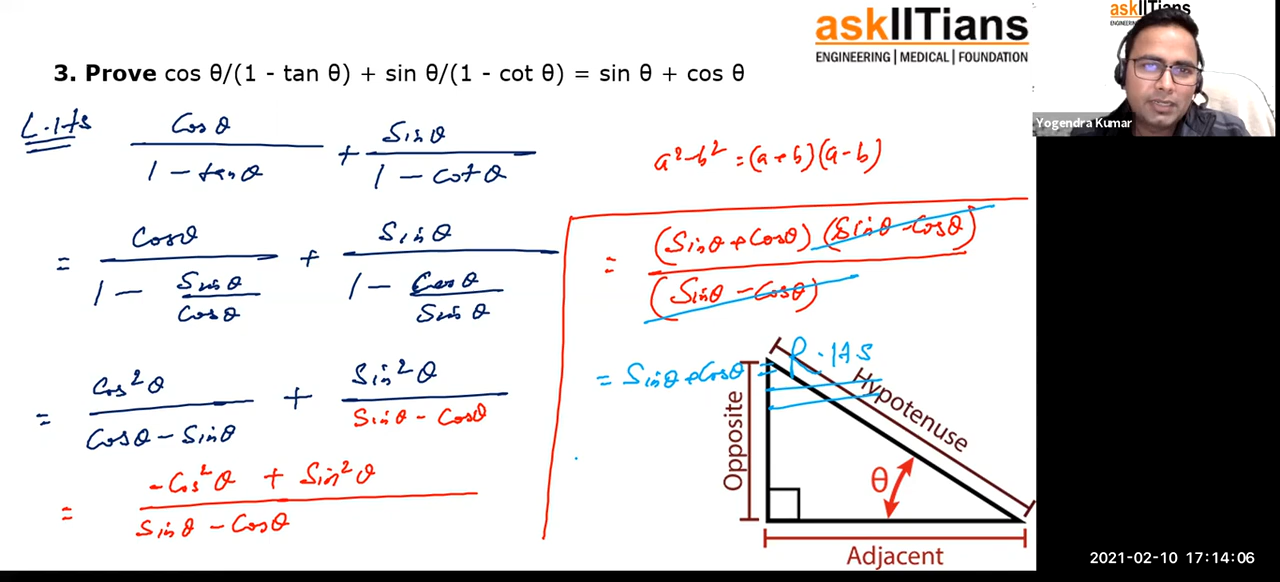 askIITians
ENGINEERING | MEDICAL | FOUNDATION
askIITians
Yogendra Kumar
3. Prove cos θ/(1 - tan θ) + sin θ/(1 - cot θ) = sin θ + cos θ
L.H.S
Cosθ / (1 - tanθ) + Sinθ / (1 - Cotθ)
= Cosθ / (1 - Sinθ/Cosθ) + Sinθ / (1 - Cosθ/Sinθ)
= Cos²θ / (Cosθ - Sinθ) + Sin²θ / (Sinθ - Cosθ)
= (-Cos²θ + Sin²θ) / (Sinθ - Cosθ)
a²-b² = (a+b)(a-b)
= (Sinθ+Cosθ)(Sinθ-Cosθ) / (Sinθ-Cosθ)
= Sinθ+Cosθ = R.H.S
Hypotenuse
Opposite
θ
Adjacent
2021-02-10 17:14:06